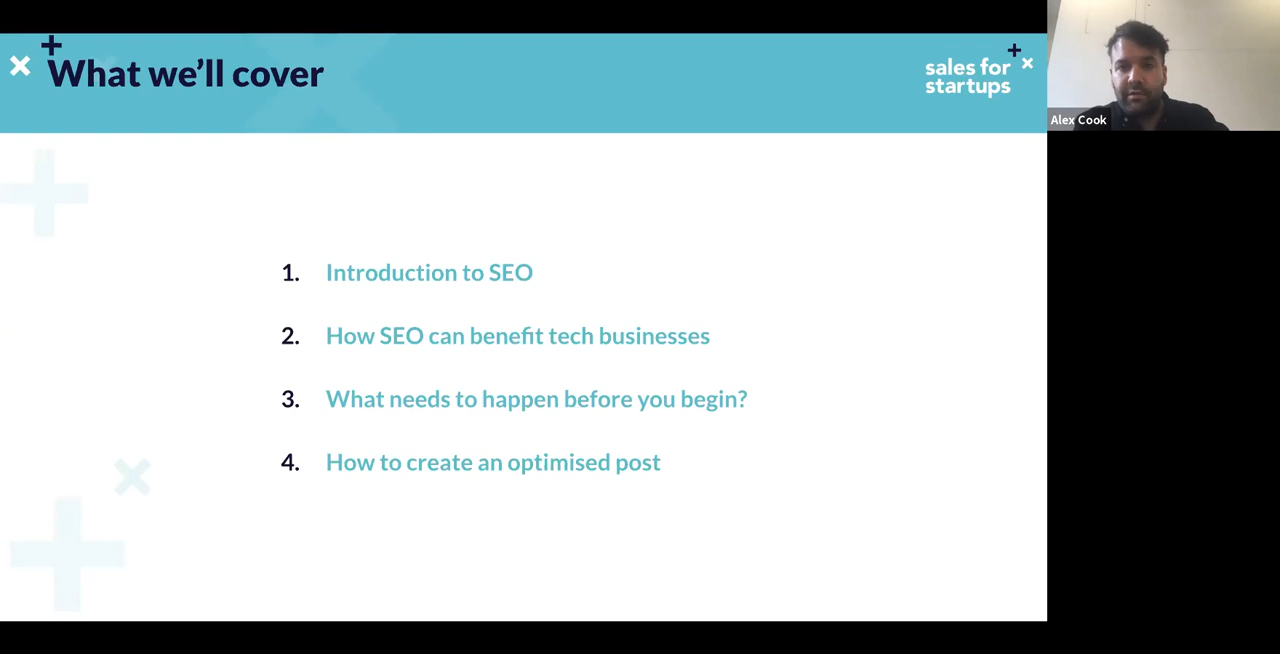 What we’ll cover
sales for
startups
Alex Cook
1. Introduction to SEO
2. How SEO can benefit tech businesses
3. What needs to happen before you begin?
4. How to create an optimised post